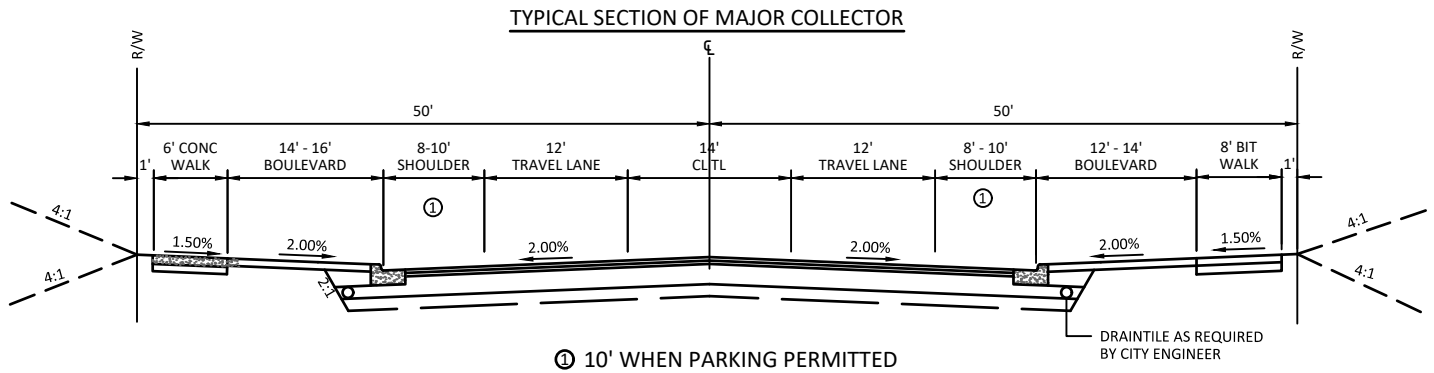 TYPICAL SECTION OF MAJOR COLLECTOR
R/W
℄
R/W
50'
50'
1'
6' CONC
WALK
14' - 16'
BOULEVARD
8-10'
SHOULDER
12'
TRAVEL LANE
14'
CLTL
12'
TRAVEL LANE
8' - 10'
SHOULDER
12' - 14'
BOULEVARD
8' BIT
WALK
1'
①
①
4:1
4:1
1.50%
2.00%
2.00%
2.00%
2.00%
1.50%
4:1
4:1
2:1
DRAINTILE AS REQUIRED
BY CITY ENGINEER
① 10' WHEN PARKING PERMITTED